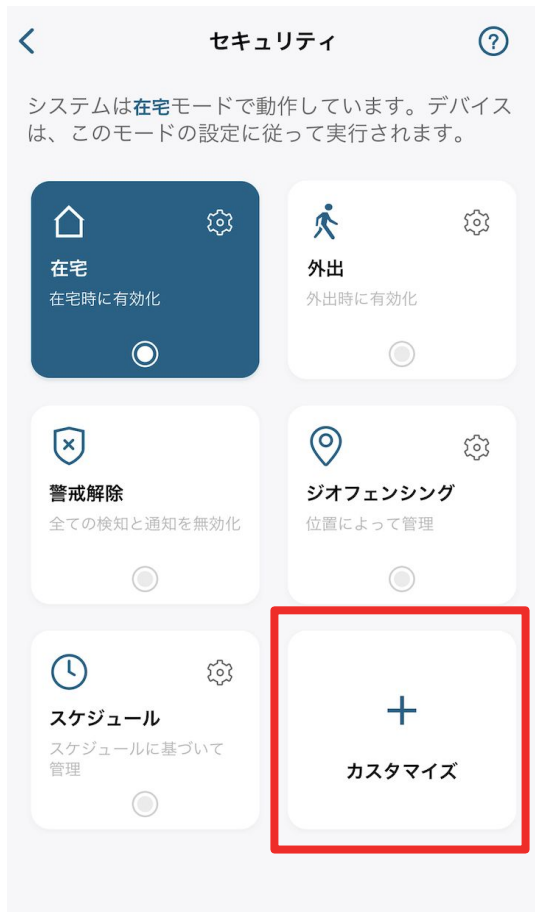 セキュリティ
?
システムは在宅モードで動作しています。デバイス
は、このモードの設定に従って実行されます。
在宅
在宅時に有効化
外出
外出時に有効化
警戒解除
全ての検知と通知を無効化
ジオフェンシング
位置によって管理
スケジュール
スケジュールに基づいて
管理
カスタマイズ